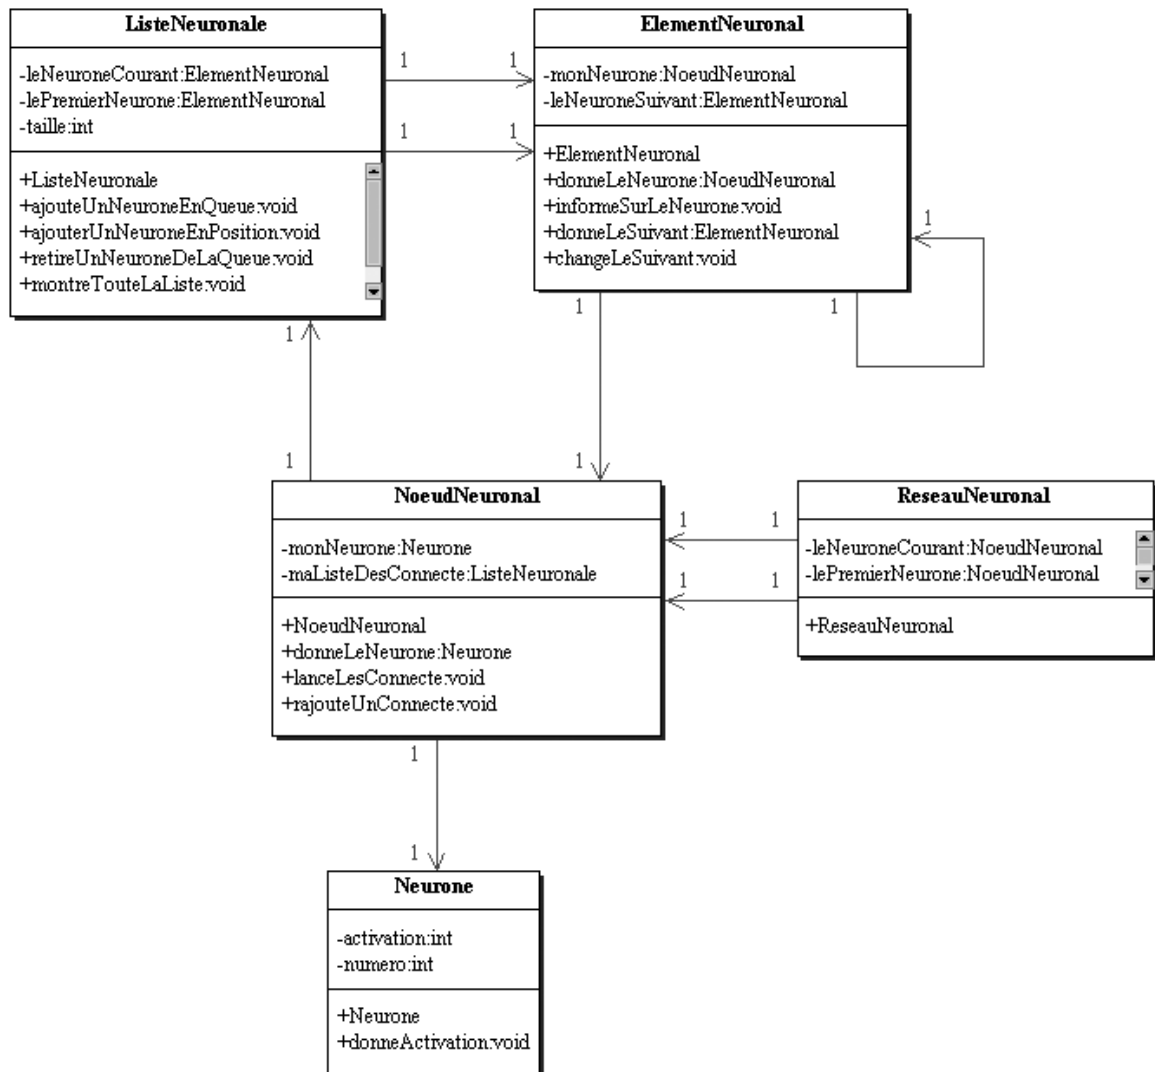 ListeNeuronale
-leNeuroneCourant:ElementNeuronal
-lePremierNeurone:ElementNeuronal
-taille:int
+ListeNeuronale
+ajouteUnNeuroneEnQueue:void
+ajouterUnNeuroneEnPosition:void
+retireUnNeuroneDeLaQueue:void
+montreTouteLaListe:void
1
1
1
1
ElementNeuronal
-monNeurone:NoeudNeuronal
-leNeuroneSuivant:ElementNeuronal
+ElementNeuronal
+donneLeNeurone:NoeudNeuronal
+informeSurLeNeurone:void
+donneLeSuivant:ElementNeuronal
+changeLeSuivant:void
1
1
1
1
1
1
NoeudNeuronal
-monNeurone:Neurone
-maListeDesConnecte:ListeNeuronale
+NoeudNeuronal
+donneLeNeurone:Neurone
+lanceLesConnecte:void
+rajouteUnConnecte:void
1
1
1
1
ReseauNeuronal
-leNeuroneCourant:NoeudNeuronal
-lePremierNeurone:NoeudNeuronal
+ReseauNeuronal
1
1
Neurone
-activation:int
-numero:int
+Neurone
+donneActivation:void